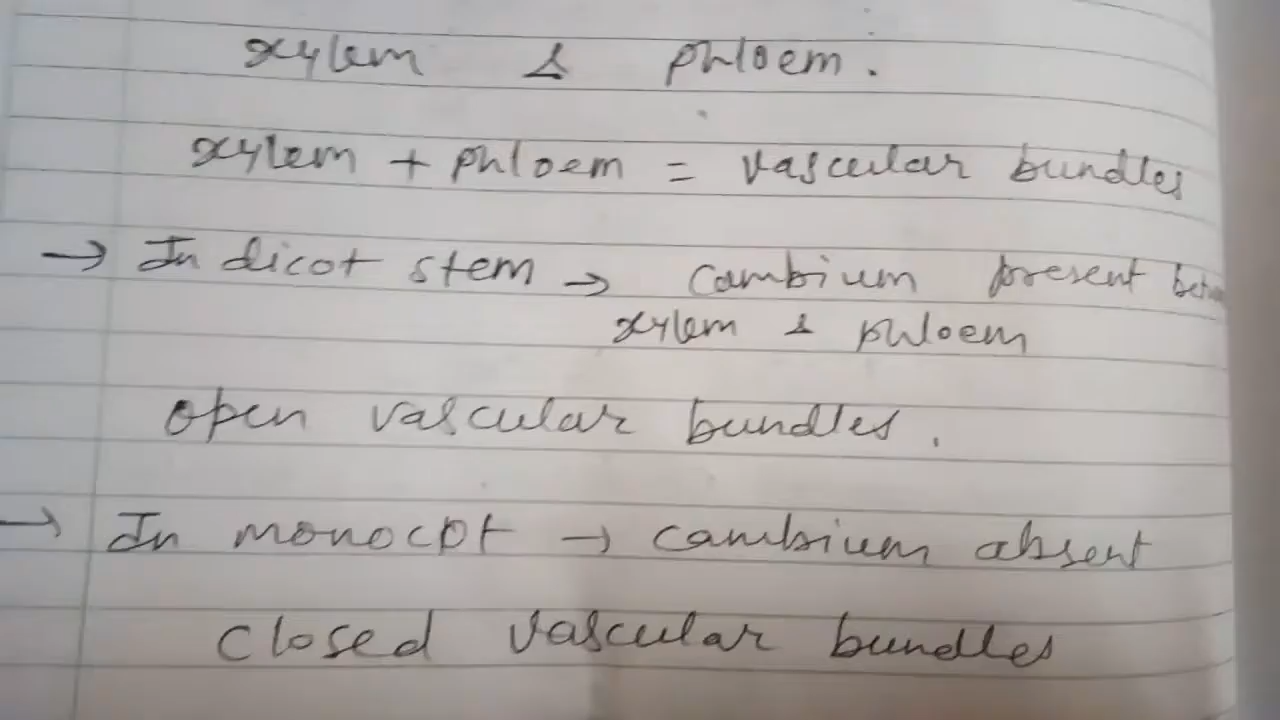 xylem & phloem.
xylem + phloem = vascular bundles
→ In dicot stem → Cambium present
xylem & phloem
open vascular bundles.
→ In monocot → cambium absent
closed vascular bundles